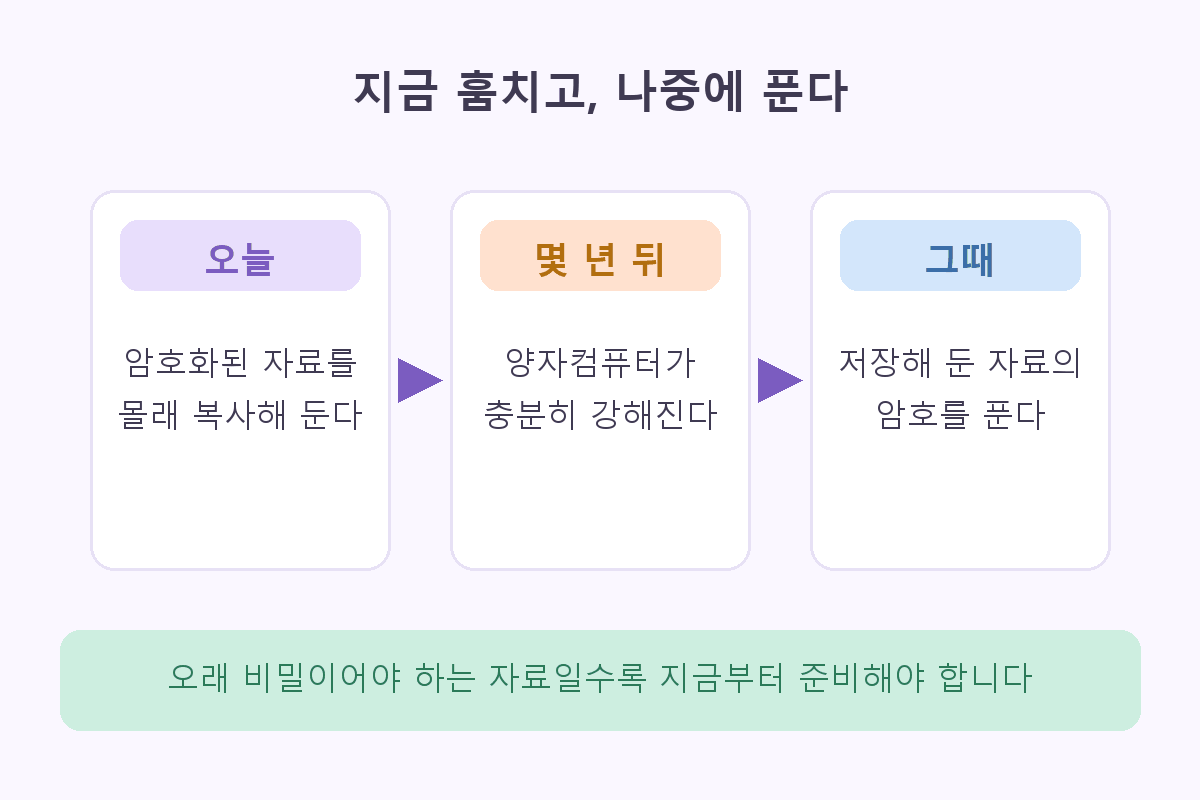 지금 훔치고, 나중에 푼다
오늘
암호화된 자료를
몰래 복사해 둔다
몇 년 뒤
양자컴퓨터가
충분히 강해진다
그때
저장해 둔 자료의
암호를 푼다
오래 비밀이어야 하는 자료일수록 지금부터 준비해야 합니다